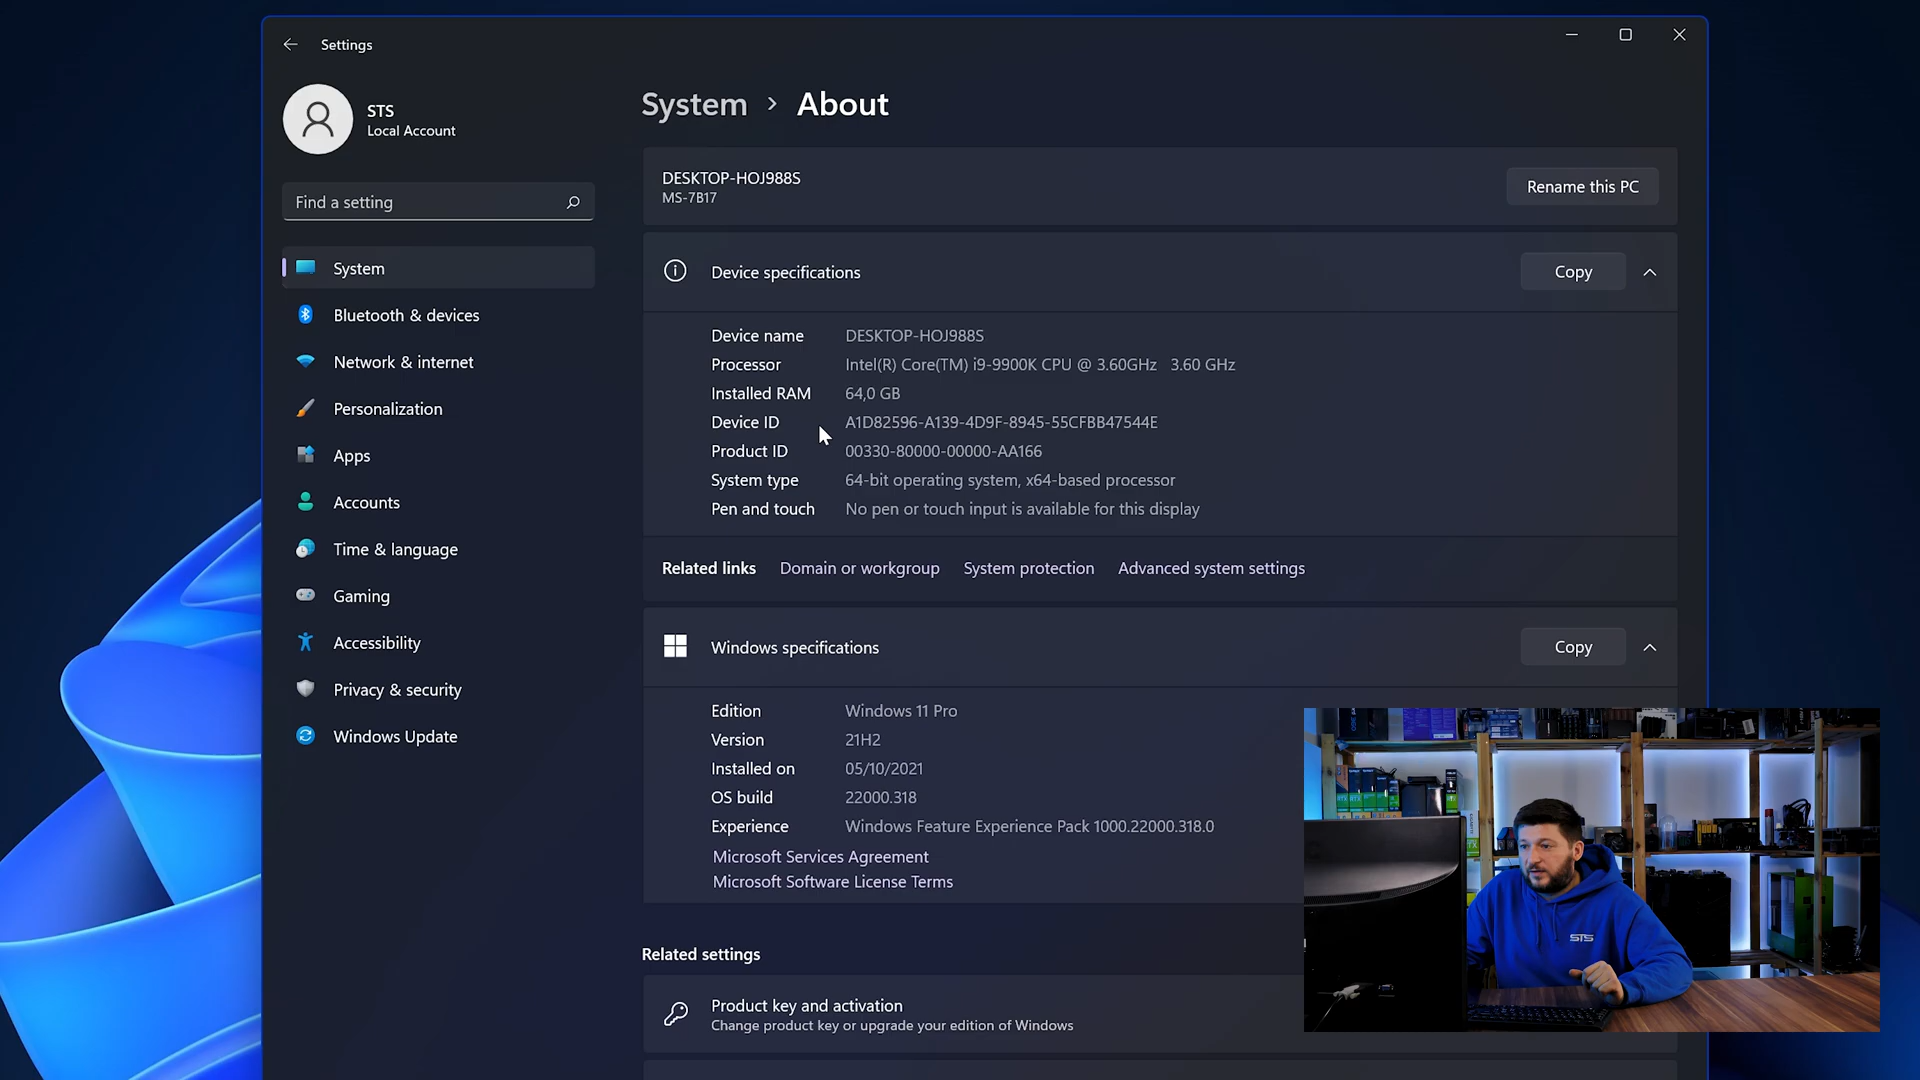 Settings
STS
Local Account
Find a setting
System
Bluetooth & devices
Network & internet
Personalization
Apps
Accounts
Time & language
Gaming
Accessibility
Privacy & security
Windows Update
System > About
DESKTOP-HOJ988S
MS-7B17
Rename this PC
Device specifications
Copy
Device name DESKTOP-HOJ988S
Processor Intel(R) Core(TM) i9-9900K CPU @ 3.60GHz 3.60 GHz
Installed RAM 64,0 GB
Device ID A1D82596-A139-4D9F-8945-55CFBB47544E
Product ID 00330-80000-00000-AA166
System type 64-bit operating system, x64-based processor
Pen and touch No pen or touch input is available for this display
Related links Domain or workgroup System protection Advanced system settings
Windows specifications
Copy
Edition Windows 11 Pro
Version 21H2
Installed on 05/10/2021
OS build 22000.318
Experience Windows Feature Experience Pack 1000.22000.318.0
Microsoft Services Agreement
Microsoft Software License Terms
Related settings
Product key and activation
Change product key or upgrade your edition of Windows
STS